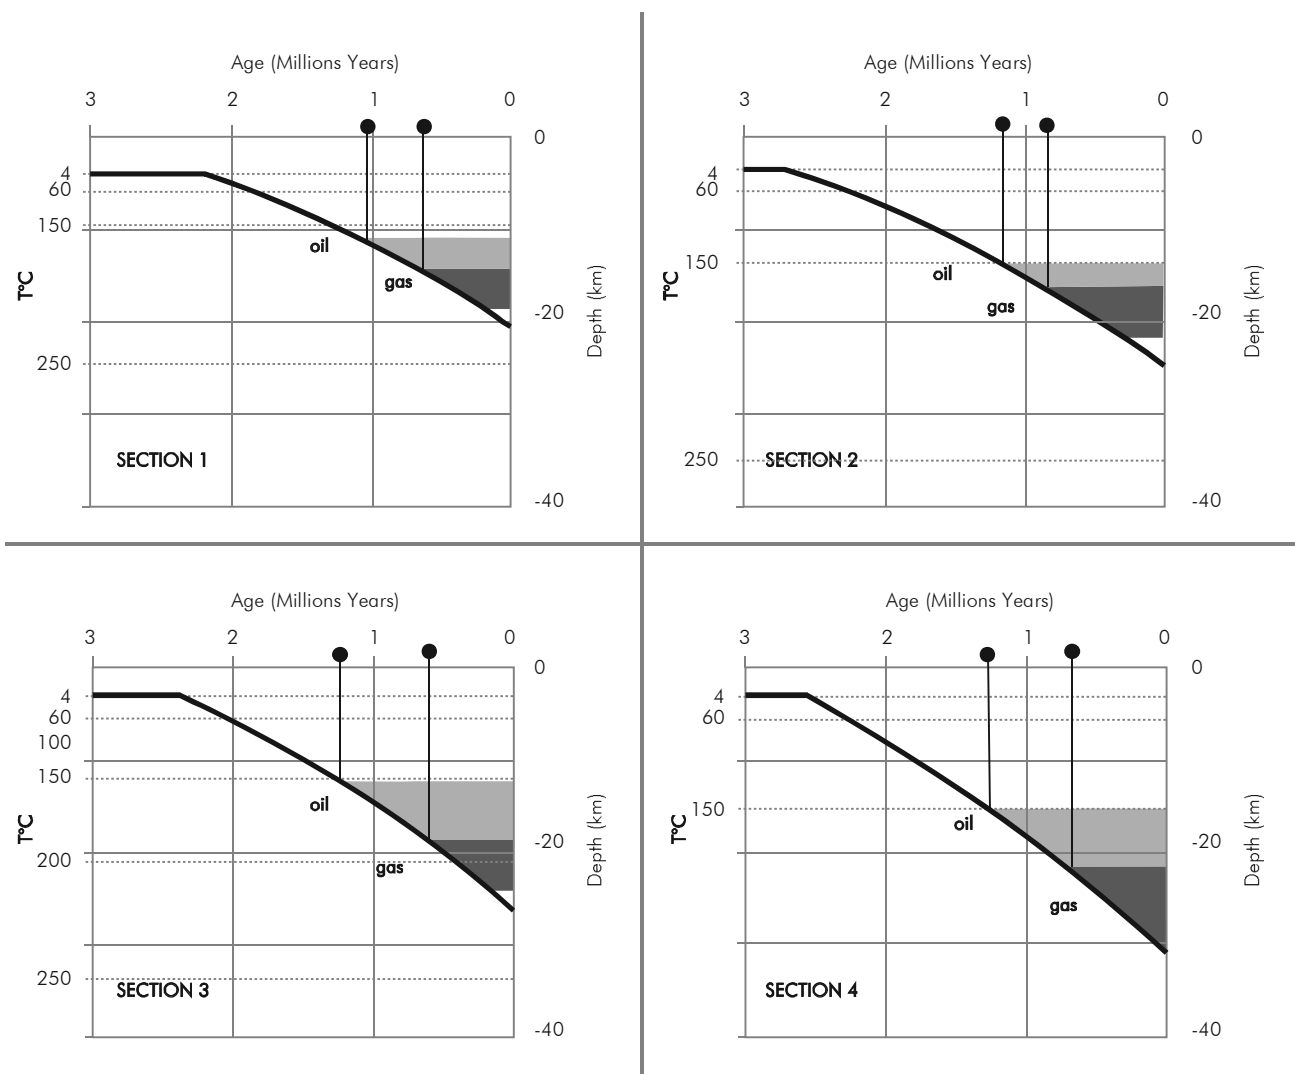 Age (Millions Years)
3 2 1 0
0
4
60
150
oil
gas
T°C
-20
Depth (km)
250
SECTION 1
-40
Age (Millions Years)
3 2 1 0
0
4
60
150
oil
gas
T°C
-20
Depth (km)
250
SECTION 2
-40
Age (Millions Years)
3 2 1 0
0
4
60
100
150
oil
T°C
-20
Depth (km)
200
gas
250
SECTION 3
-40
Age (Millions Years)
3 2 1 0
0
4
60
150
oil
T°C
-20
Depth (km)
gas
SECTION 4
-40